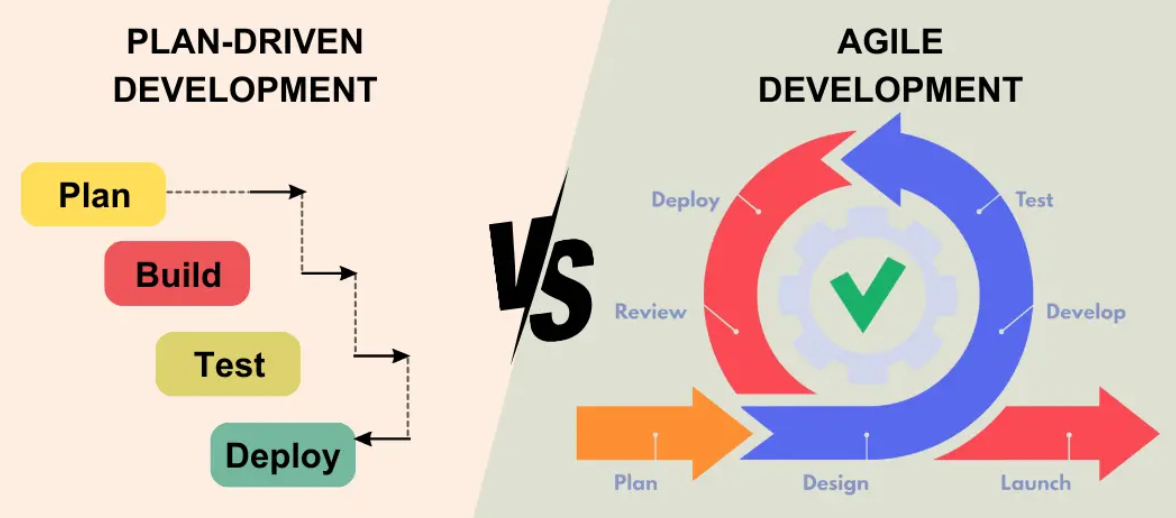 PLAN-DRIVEN
DEVELOPMENT
Plan
Build
Test
Deploy
VS
AGILE
DEVELOPMENT
Deploy
Test
Review
Develop
Plan
Design
Launch